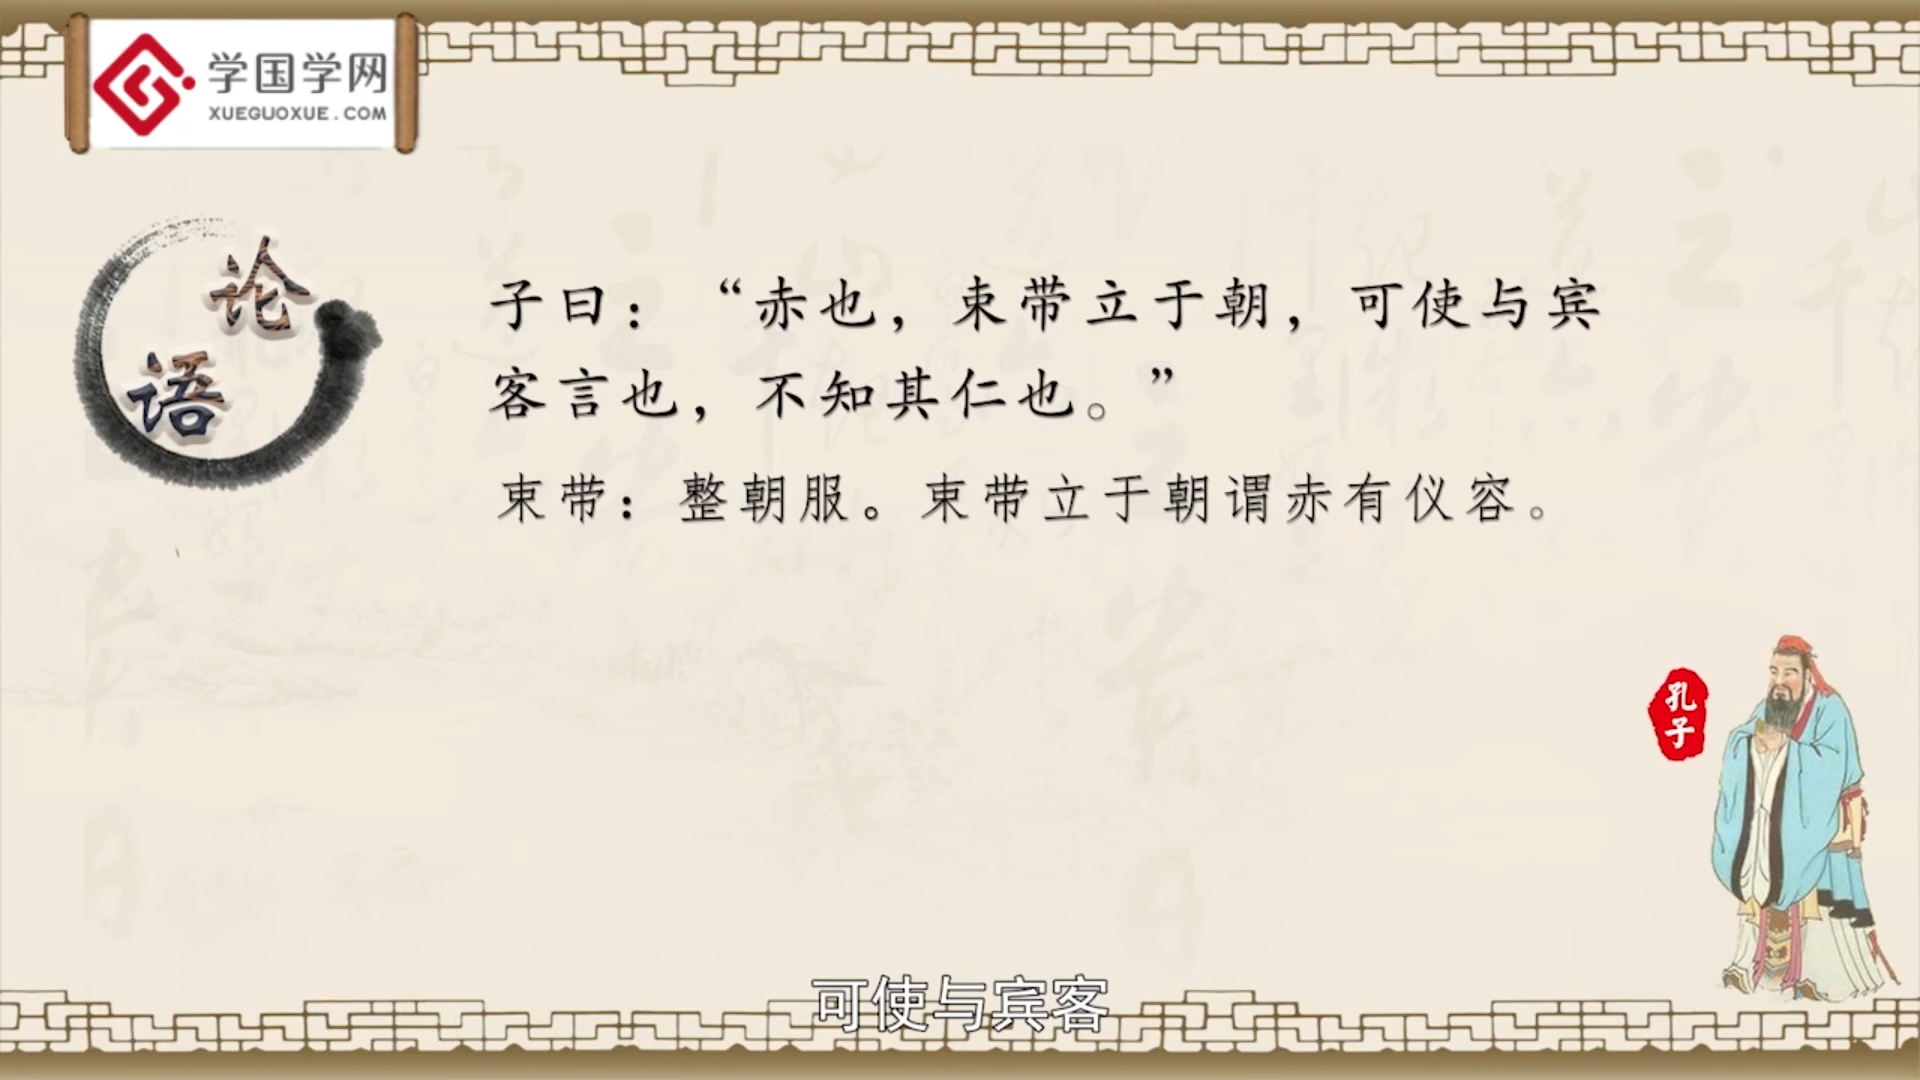 学国学网
XUEGUOXUE.COM
论
语
子曰：“赤也，束带立于朝，可使与宾
客言也，不知其仁也。”
束带：整朝服。束带立于朝谓赤有仪容。
孔子
可使与宾客